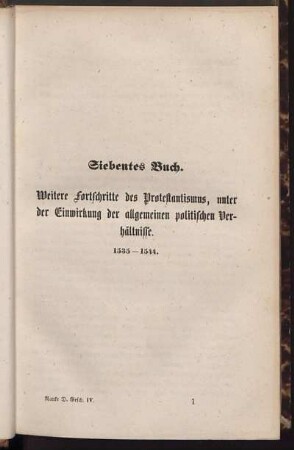 Siebentes Buch.
Weitere Fortschritte des Protestantismus, unter
der Einwirkung der allgemeinen politischen Ver-
hältnisse.
1535 — 1544.
Ranke D. Gesch. IV. 1